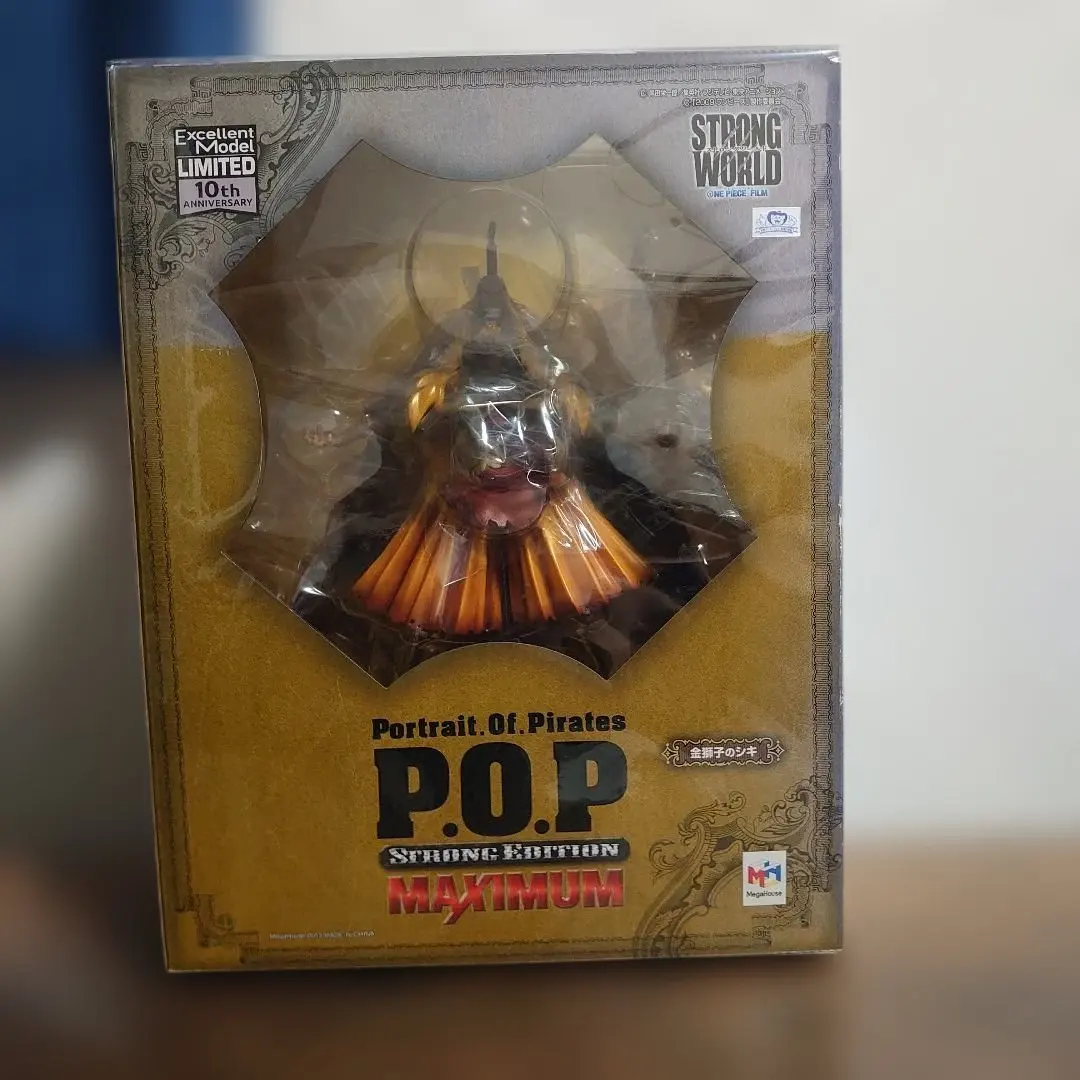 Excellent
Model
LIMITED
10th
ANNIVERSARY
STRONG
WORLD
ONE PIECE FILM
Portrait.Of.Pirates
P.O.P
STRONG EDITION
MAXIMUM
金獅子のシキ
MegaHouse